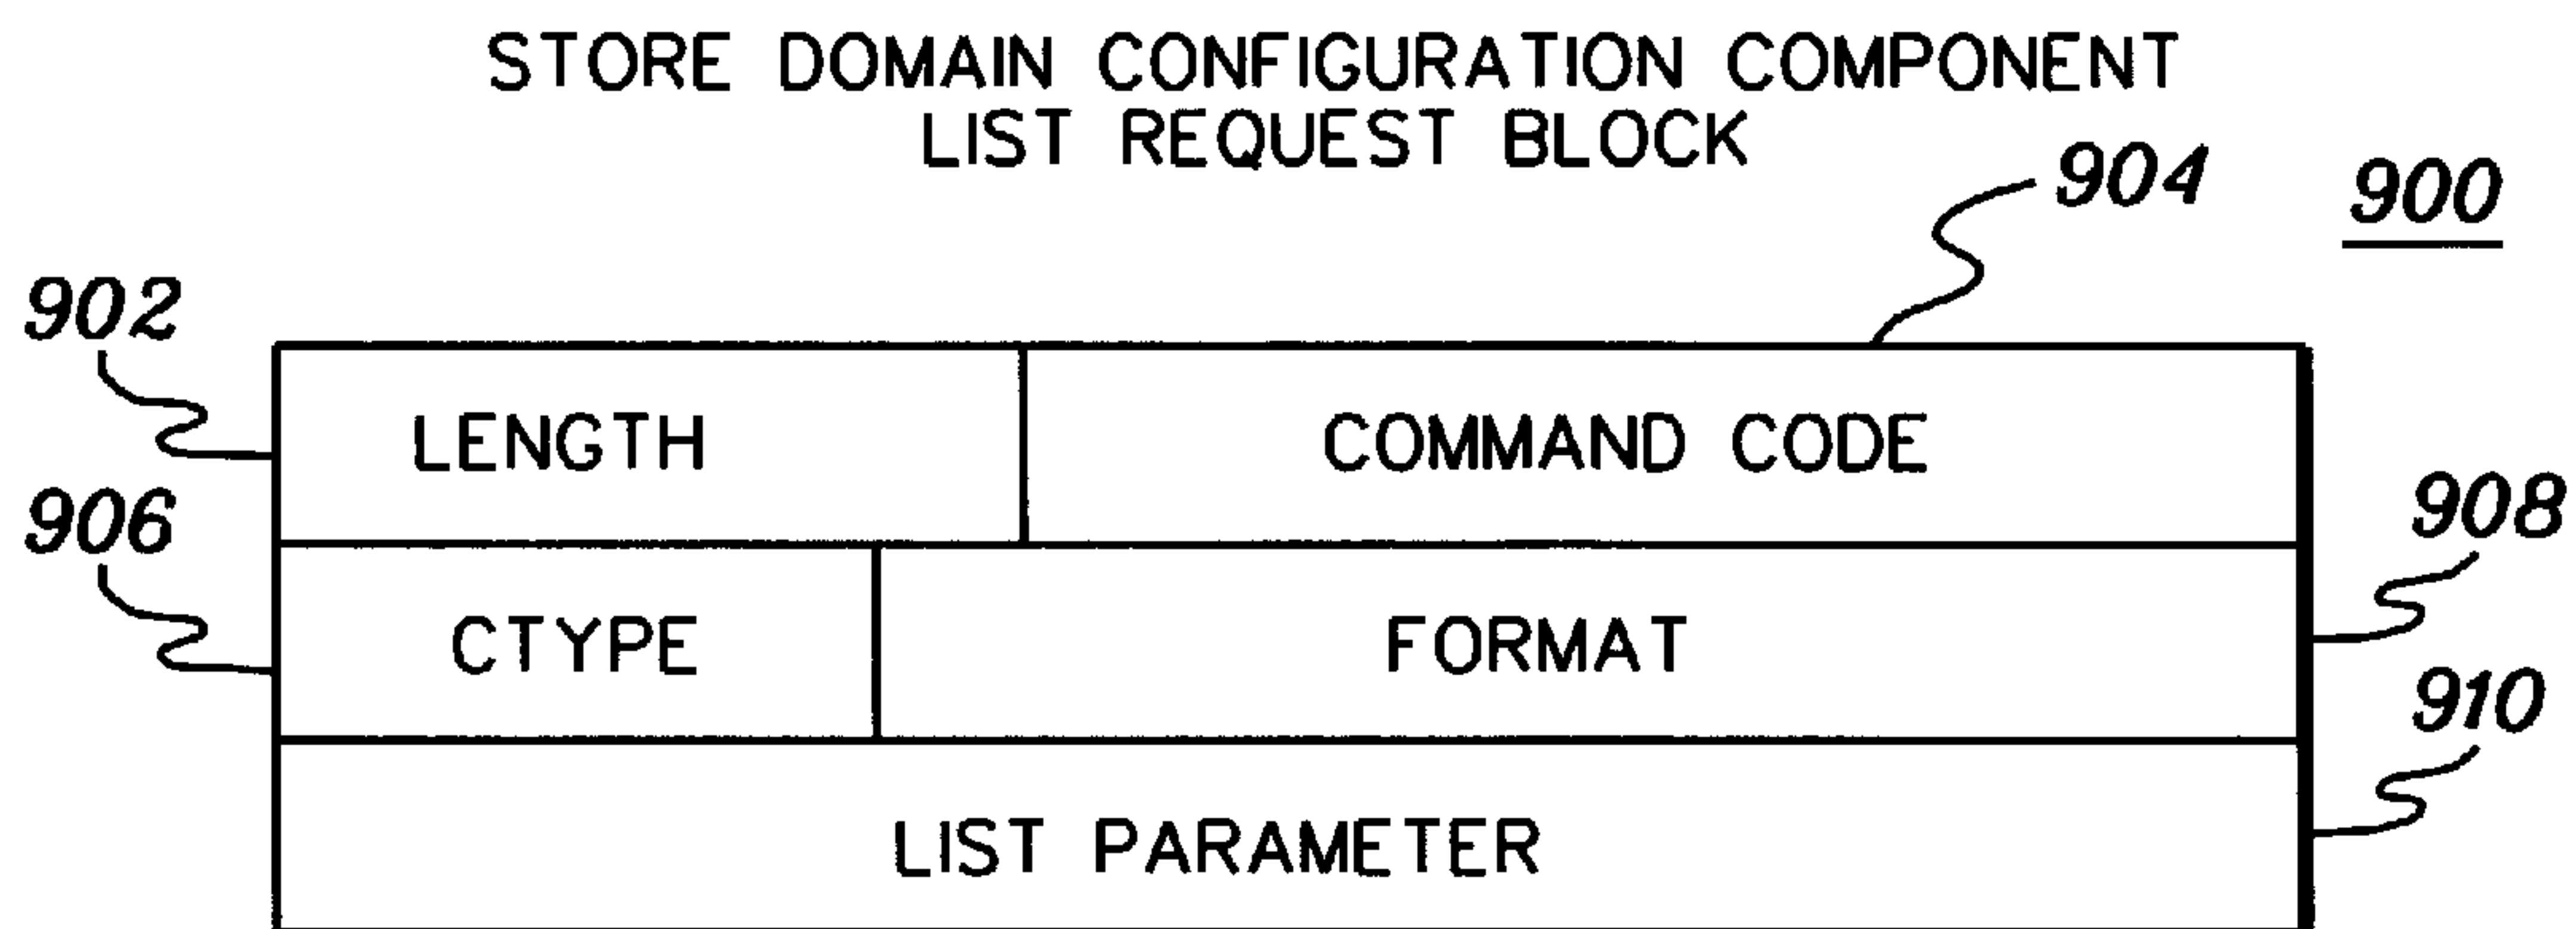 STORE DOMAIN CONFIGURATION COMPONENT
LIST REQUEST BLOCK
904
900
902
LENGTH
COMMAND CODE
906
908
CTYPE
FORMAT
910
LIST PARAMETER